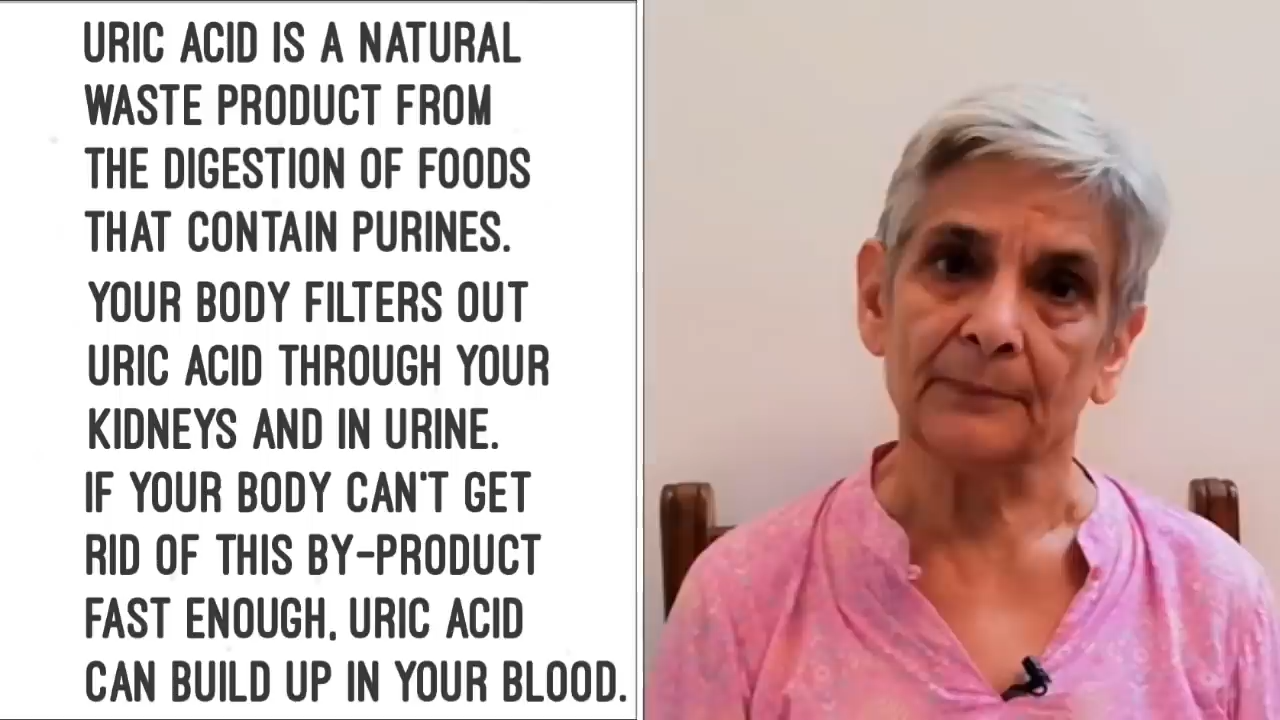 URIC ACID IS A NATURAL
WASTE PRODUCT FROM
THE DIGESTION OF FOODS
THAT CONTAIN PURINES.
YOUR BODY FILTERS OUT
URIC ACID THROUGH YOUR
KIDNEYS AND IN URINE.
IF YOUR BODY CAN'T GET
RID OF THIS BY-PRODUCT
FAST ENOUGH, URIC ACID
CAN BUILD UP IN YOUR BLOOD.